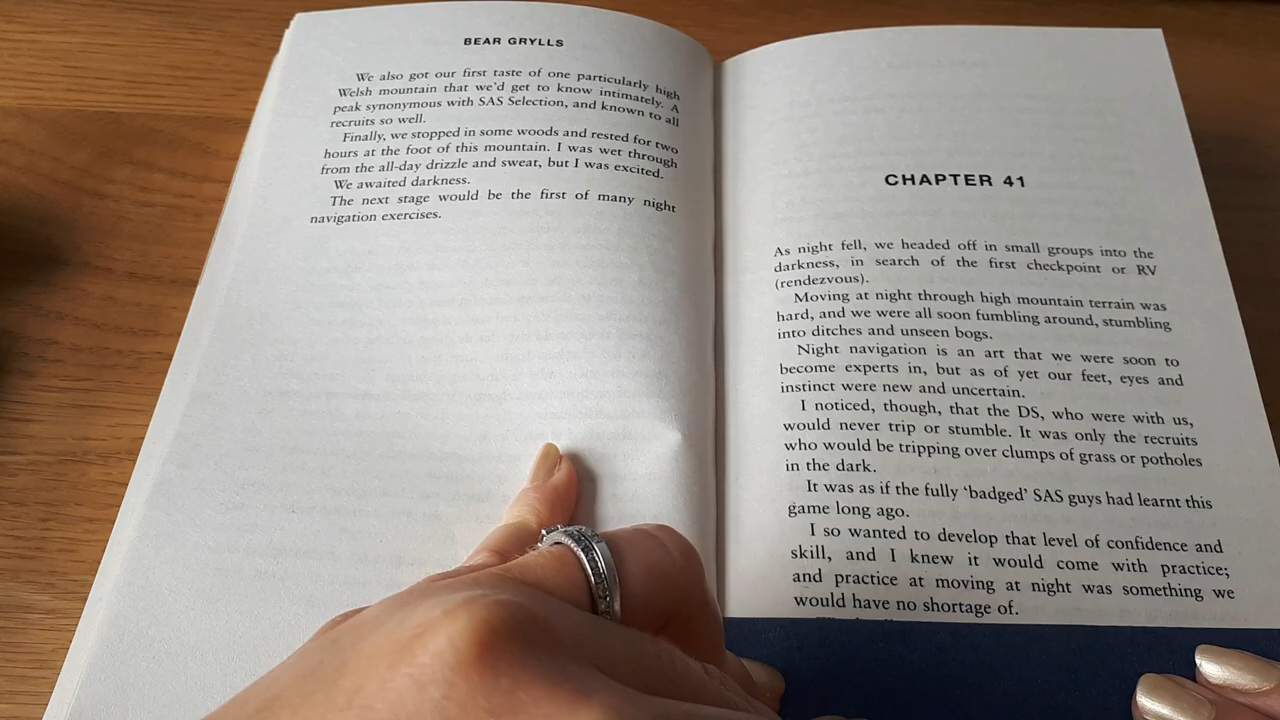 BEAR GRYLLS
We also got our first taste of one particularly high
Welsh mountain that we'd get to know intimately. A
peak synonymous with SAS Selection, and known to all
recruits so well.
Finally, we stopped in some woods and rested for two
hours at the foot of this mountain. I was wet through
from the all-day drizzle and sweat, but I was excited.
We awaited darkness.
The next stage would be the first of many night
navigation exercises.
CHAPTER 41
As night fell, we headed off in small groups into the
darkness, in search of the first checkpoint or RV
(rendezvous).
Moving at night through high mountain terrain was
hard, and we were all soon fumbling around, stumbling
into ditches and unseen bogs.
Night navigation is an art that we were soon to
become experts in, but as of yet our feet, eyes and
instinct were new and uncertain.
I noticed, though, that the DS, who were with us,
would never trip or stumble. It was only the recruits
who would be tripping over clumps of grass or potholes
in the dark.
It was as if the fully 'badged' SAS guys had learnt this
game long ago.
I so wanted to develop that level of confidence and
skill, and I knew it would come with practice;
and practice at moving at night was something we
would have no shortage of.